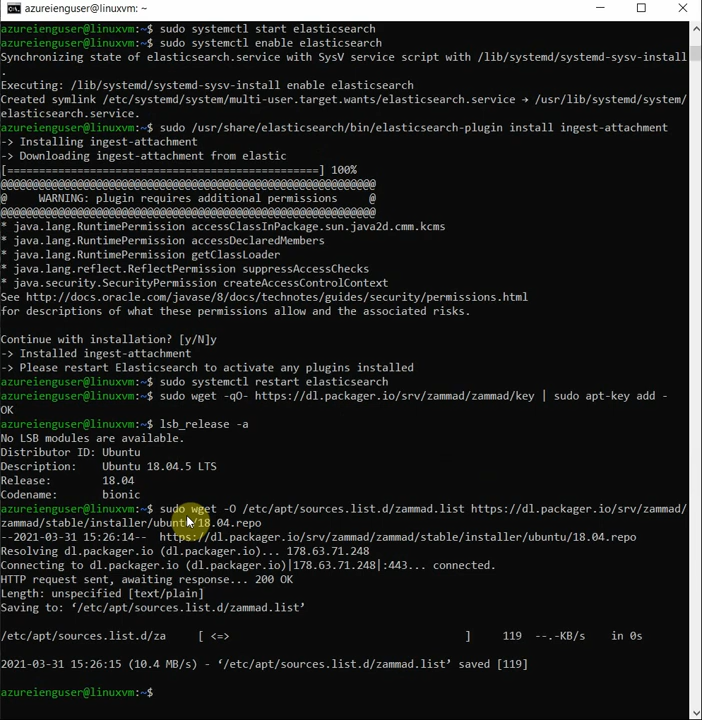 azureienguser@linuxvm: ~
azureienguser@linuxvm:~$ sudo systemctl start elasticsearch
azureienguser@linuxvm:~$ sudo systemctl enable elasticsearch
Synchronizing state of elasticsearch.service with SysV service script with /lib/systemd/systemd-sysv-install
.
Executing: /lib/systemd/systemd-sysv-install enable elasticsearch
Created symlink /etc/systemd/system/multi-user.target.wants/elasticsearch.service → /usr/lib/systemd/system/
elasticsearch.service.
azureienguser@linuxvm:~$ sudo /usr/share/elasticsearch/bin/elasticsearch-plugin install ingest-attachment
-> Installing ingest-attachment
-> Downloading ingest-attachment from elastic
[=================================================] 100%
@@@@@@@@@@@@@@@@@@@@@@@@@@@@@@@@@@@@@@@@@@@@@@@@@@@@@@@@@@@
@     WARNING: plugin requires additional permissions     @
@@@@@@@@@@@@@@@@@@@@@@@@@@@@@@@@@@@@@@@@@@@@@@@@@@@@@@@@@@@
* java.lang.RuntimePermission accessClassInPackage.sun.java2d.cmm.kcms
* java.lang.RuntimePermission accessDeclaredMembers
* java.lang.RuntimePermission getClassLoader
* java.lang.reflect.ReflectPermission suppressAccessChecks
* java.security.SecurityPermission createAccessControlContext
See http://docs.oracle.com/javase/8/docs/technotes/guides/security/permissions.html
for descriptions of what these permissions allow and the associated risks.
Continue with installation? [y/N]y
-> Installed ingest-attachment
-> Please restart Elasticsearch to activate any plugins installed
azureienguser@linuxvm:~$ sudo systemctl restart elasticsearch
azureienguser@linuxvm:~$ sudo wget -qO- https://dl.packager.io/srv/zammad/zammad/key | sudo apt-key add -
OK
azureienguser@linuxvm:~$ lsb_release -a
No LSB modules are available.
Distributor ID: Ubuntu
Description:    Ubuntu 18.04.5 LTS
Release:        18.04
Codename:       bionic
azureienguser@linuxvm:~$ sudo wget -O /etc/apt/sources.list.d/zammad.list https://dl.packager.io/srv/zammad/
zammad/stable/installer/ubuntu/18.04.repo
--2021-03-31 15:26:14--  https://dl.packager.io/srv/zammad/zammad/stable/installer/ubuntu/18.04.repo
Resolving dl.packager.io (dl.packager.io)... 178.63.71.248
Connecting to dl.packager.io (dl.packager.io)|178.63.71.248|:443... connected.
HTTP request sent, awaiting response... 200 OK
Length: unspecified [text/plain]
Saving to: ‘/etc/apt/sources.list.d/zammad.list’
/etc/apt/sources.list.d/za     [ <=>                                     ]     119  --.-KB/s    in 0s
2021-03-31 15:26:15 (10.4 MB/s) - ‘/etc/apt/sources.list.d/zammad.list’ saved [119]
azureienguser@linuxvm:~$